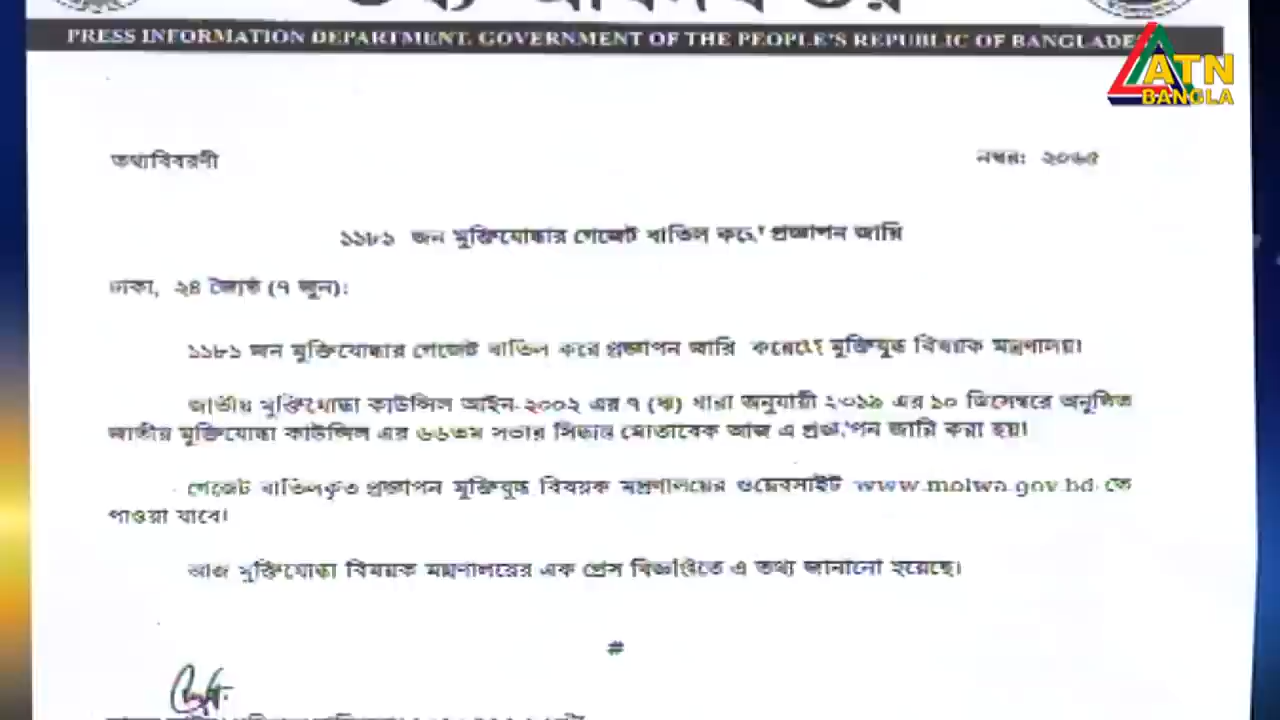 PRESS INFORMATION DEPARTMENT, GOVERNMENT OF THE PEOPLE'S REPUBLIC OF BANGLADE
ATN
BANGLA
তথ্যবিবরণী নম্বর: ২০৬৫
১১৮১ জন মুক্তিযোদ্ধার গেজেট বাতিল করে প্রজ্ঞাপন জারি
ঢাকা, ২৪ জ্যৈষ্ঠ (৭ জুন):
১১৮১ জন মুক্তিযোদ্ধার গেজেট বাতিল করে প্রজ্ঞাপন জারি করেছে মুক্তিযুদ্ধ বিষয়ক মন্ত্রণালয়।
জাতীয় মুক্তিযোদ্ধা কাউন্সিল আইন-২০০২ এর ৭ (ঝ) ধারা অনুযায়ী ২০১৯ এর ১০ ডিসেম্বরে অনুষ্ঠিত
জাতীয় মুক্তিযোদ্ধা কাউন্সিল এর ৬৬তম সভার সিদ্ধান্ত মোতাবেক আজ এ প্রজ্ঞাপন জারি করা হয়।
গেজেট বাতিলকৃত প্রজ্ঞাপন মুক্তিযুদ্ধ বিষয়ক মন্ত্রণালয়ের ওয়েবসাইট www.molwa.gov.bd তে
পাওয়া যাবে।
আজ মুক্তিযোদ্ধা বিষয়ক মন্ত্রণালয়ের এক প্রেস বিজ্ঞপ্তিতে এ তথ্য জানানো হয়েছে।
#